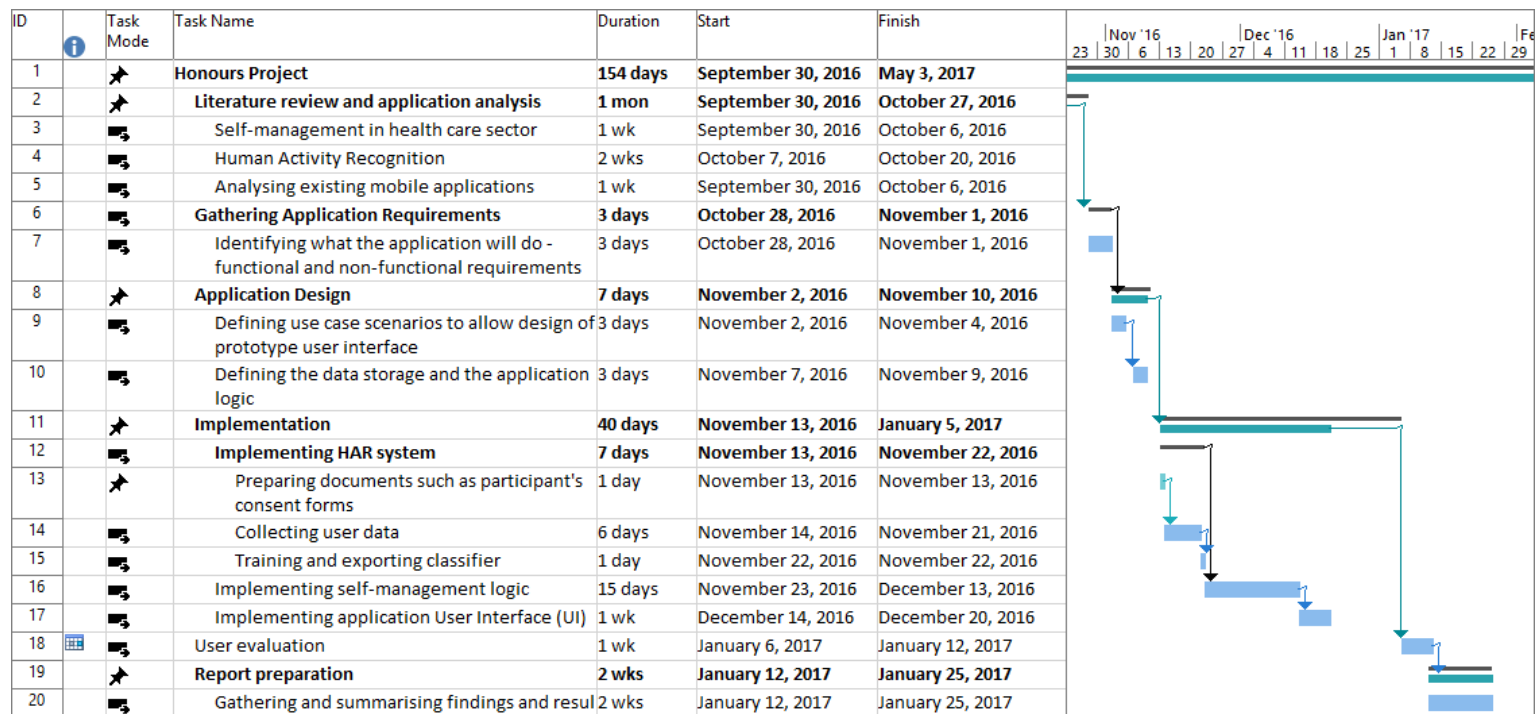 ID Task Mode Task Name Duration Start Finish
Nov '16 Dec '16 Jan '17 Fe
23 30 6 13 20 27 4 11 18 25 1 8 15 22 29
1 Honours Project 154 days September 30, 2016 May 3, 2017
2 Literature review and application analysis 1 mon September 30, 2016 October 27, 2016
3 Self-management in health care sector 1 wk September 30, 2016 October 6, 2016
4 Human Activity Recognition 2 wks October 7, 2016 October 20, 2016
5 Analysing existing mobile applications 1 wk September 30, 2016 October 6, 2016
6 Gathering Application Requirements 3 days October 28, 2016 November 1, 2016
7 Identifying what the application will do - 3 days October 28, 2016 November 1, 2016
functional and non-functional requirements
8 Application Design 7 days November 2, 2016 November 10, 2016
9 Defining use case scenarios to allow design of 3 days November 2, 2016 November 4, 2016
prototype user interface
10 Defining the data storage and the application 3 days November 7, 2016 November 9, 2016
logic
11 Implementation 40 days November 13, 2016 January 5, 2017
12 Implementing HAR system 7 days November 13, 2016 November 22, 2016
13 Preparing documents such as participant's 1 day November 13, 2016 November 13, 2016
consent forms
14 Collecting user data 6 days November 14, 2016 November 21, 2016
15 Training and exporting classifier 1 day November 22, 2016 November 22, 2016
16 Implementing self-management logic 15 days November 23, 2016 December 13, 2016
17 Implementing application User Interface (UI) 1 wk December 14, 2016 December 20, 2016
18 User evaluation 1 wk January 6, 2017 January 12, 2017
19 Report preparation 2 wks January 12, 2017 January 25, 2017
20 Gathering and summarising findings and resul 2 wks January 12, 2017 January 25, 2017